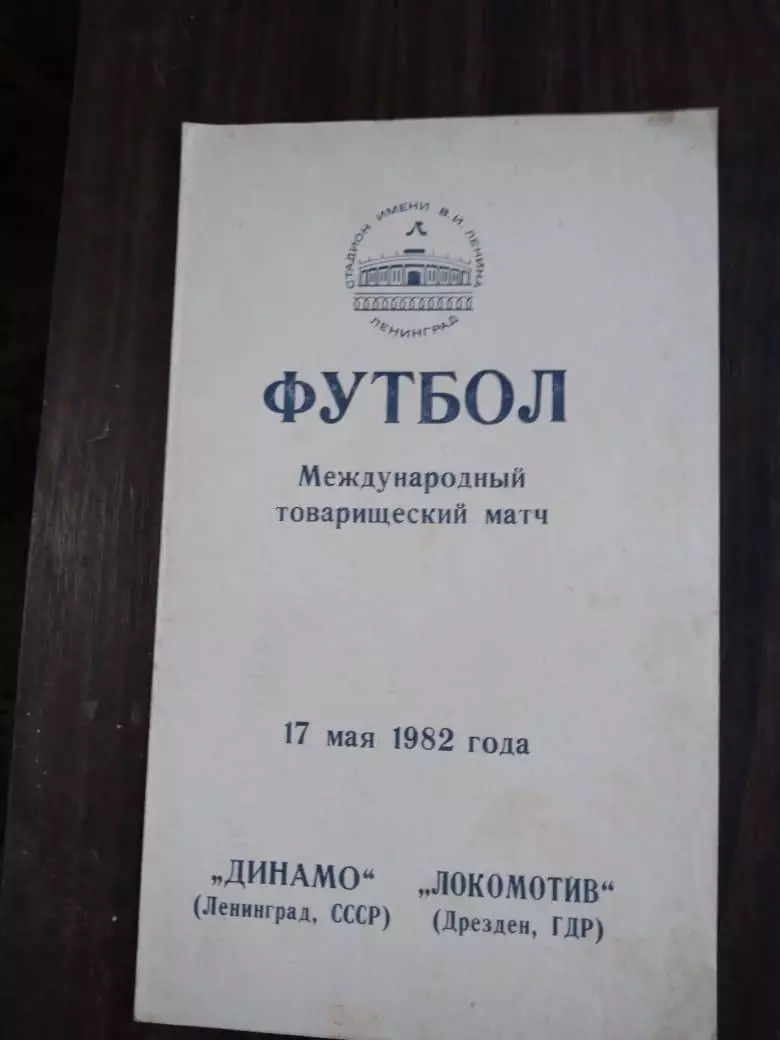 СТАДИОН ИМЕНИ В.И. ЛЕНИНА
ЛЕНИНГРАД
ФУТБОЛ
Международный
товарищеский матч
17 мая 1982 года
„ДИНАМО“ „ЛОКОМОТИВ“
(Ленинград, СССР) (Дрезден, ГДР)